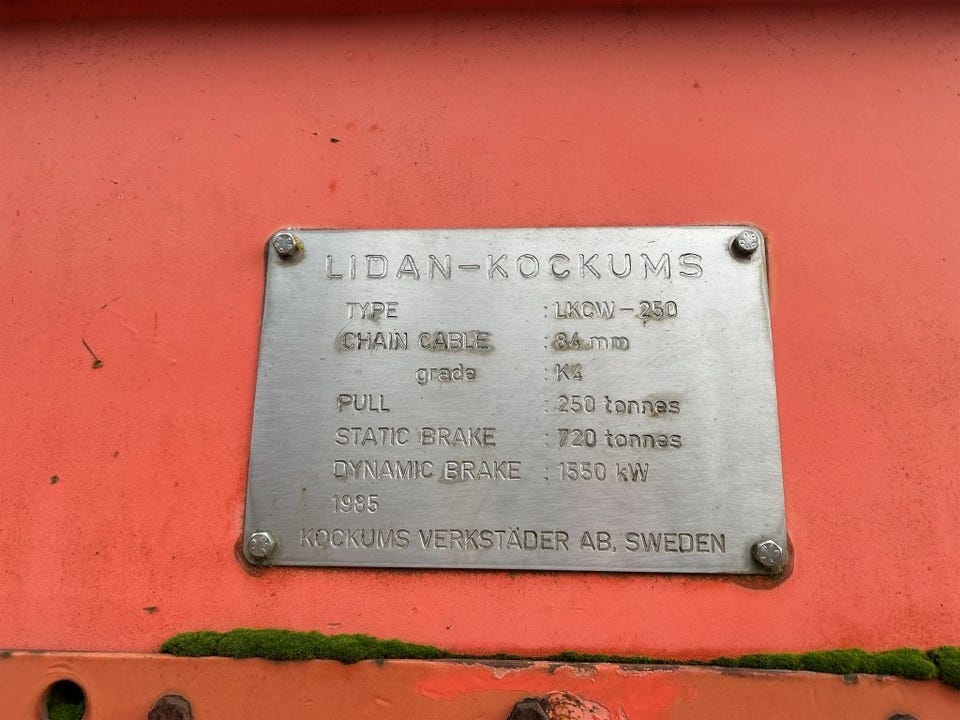 LIDAN-KOCKUMS
TYPE : LKCW-250
CHAIN CABLE : 84 mm
grade : K4
PULL : 250 tonnes
STATIC BRAKE : 720 tonnes
DYNAMIC BRAKE : 1550 kW
1985
KOCKUMS VERKSTÄDER AB. SWEDEN